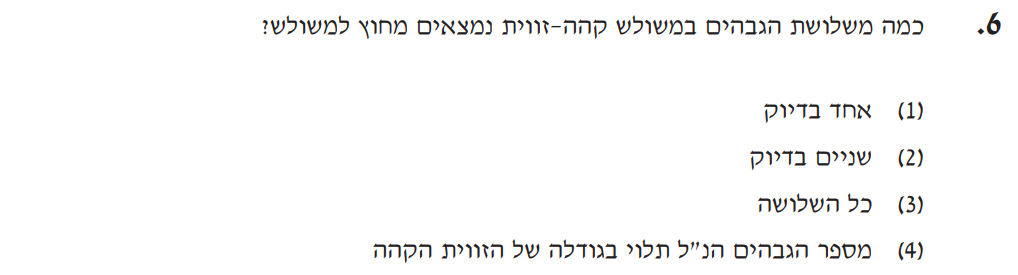 6. כמה משלושת הגבהים במשולש קהה-זווית נמצאים מחוץ למשולש?
(1) אחד בדיוק
(2) שניים בדיוק
(3) כל השלושה
(4) מספר הגבהים הנ"ל תלוי בגודלה של הזווית הקהה